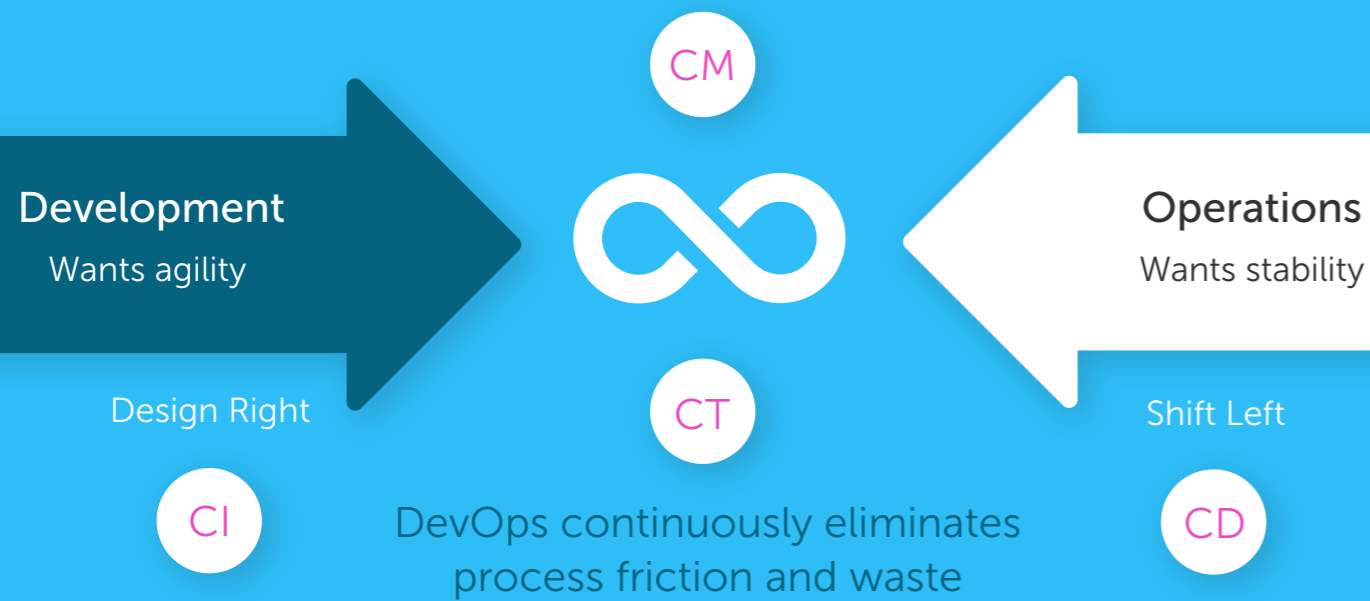 CM
Development
Wants agility
Operations
Wants stability
Design Right
CT
Shift Left
CI
DevOps continuously eliminates
process friction and waste
CD